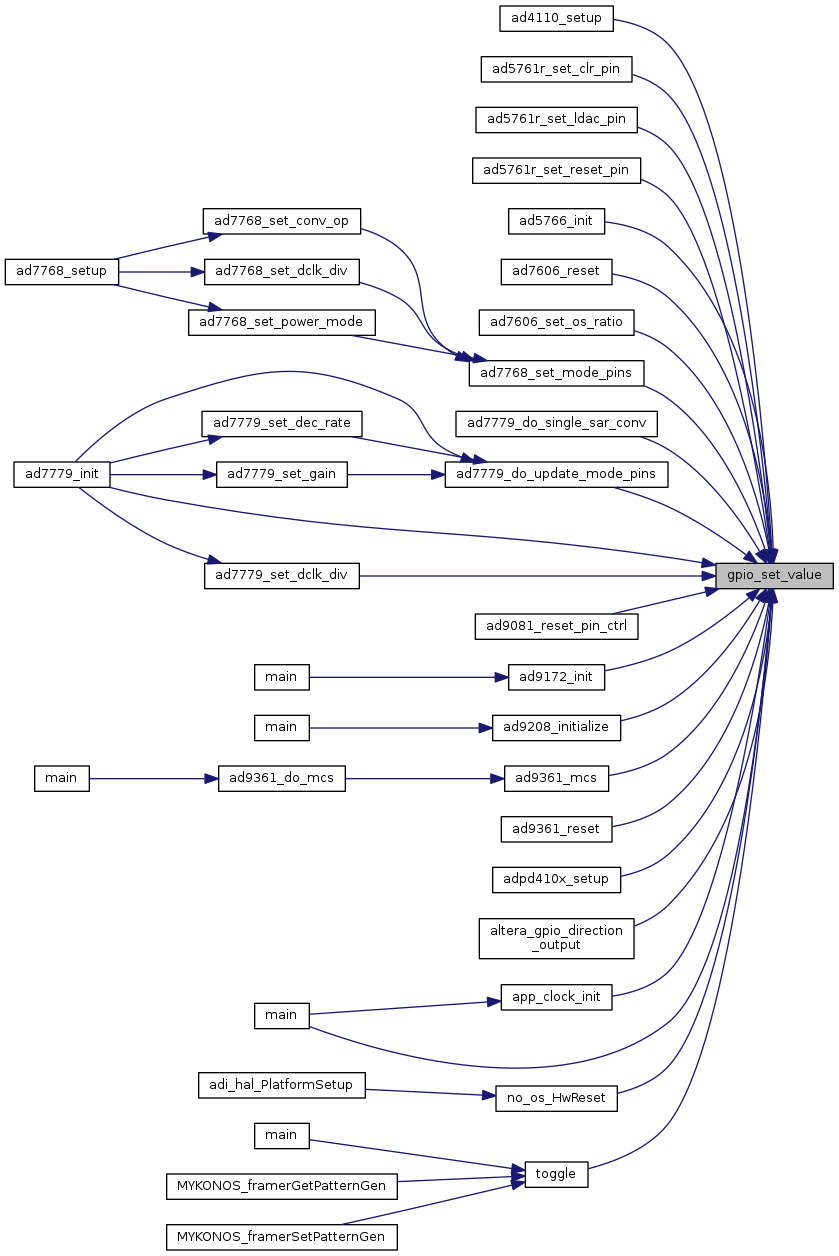 ad4110_setup
ad5761r_set_clr_pin
ad5761r_set_ldac_pin
ad5761r_set_reset_pin
ad7768_set_conv_op
ad5766_init
ad7768_setup
ad7768_set_dclk_div
ad7606_reset
ad7768_set_power_mode
ad7606_set_os_ratio
ad7768_set_mode_pins
ad7779_set_dec_rate
ad7779_do_single_sar_conv
ad7779_init
ad7779_set_gain
ad7779_do_update_mode_pins
ad7779_set_dclk_div
gpio_set_value
ad9081_reset_pin_ctrl
main
ad9172_init
main
ad9208_initialize
main
ad9361_do_mcs
ad9361_mcs
ad9361_reset
adpd410x_setup
altera_gpio_direction
_output
app_clock_init
main
adi_hal_PlatformSetup
no_os_HwReset
main
toggle
MYKONOS_framerGetPatternGen
MYKONOS_framerSetPatternGen